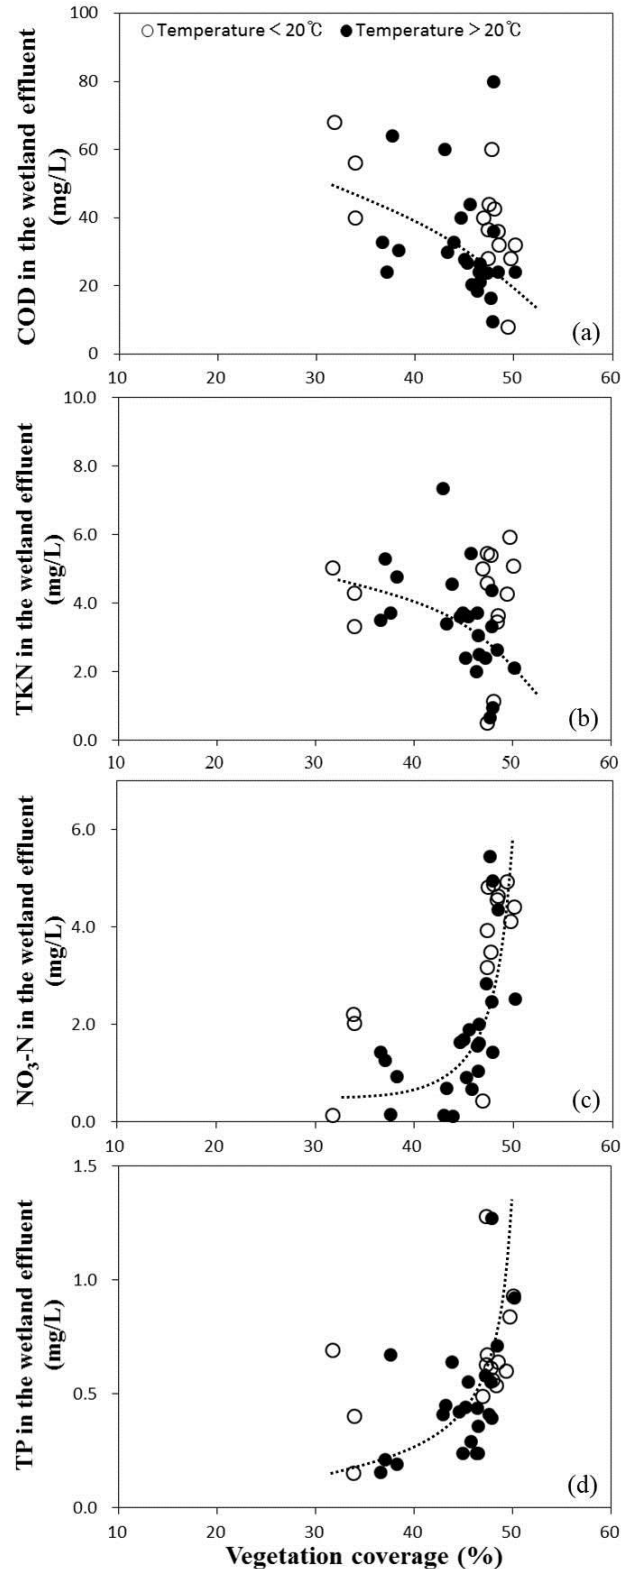 100
○Temperature＜20℃ ●Temperature＞20℃
80
60
40
20
0
COD in the wetland effluent
(mg/L)
(a)
10 20 30 40 50 60
10.0
8.0
6.0
4.0
2.0
0.0
TKN in the wetland effluent
(mg/L)
(b)
10 20 30 40 50 60
6.0
4.0
2.0
0.0
NO₃-N in the wetland effluent
(mg/L)
(c)
10 20 30 40 50 60
1.5
1.0
0.5
0.0
TP in the wetland effluent
(mg/L)
(d)
10 20 30 40 50 60
Vegetation coverage (%)